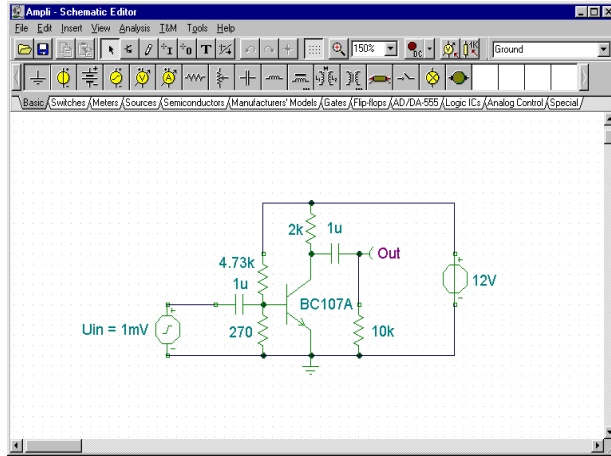 Ampli - Schematic Editor
File Edit Insert View Analysis T&M Tools Help
T 150% DC Ground
Basic Switches Meters Sources Semiconductors Manufacturers' Models Gates Flip-flops AD/DA-555 Logic ICs Analog Control Special
2k
1u
Out
4.73k
1u
12V
BC107A
Uin = 1mV
270
10k